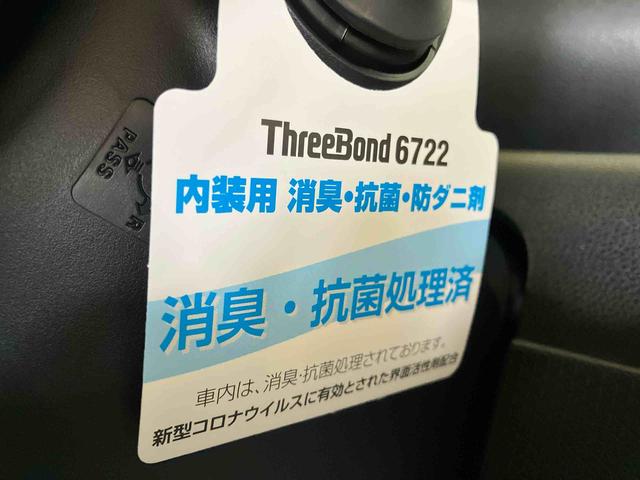 ThreeBond 6722
内装用 消臭・抗菌・防ダニ剤
消臭・抗菌処理済
車内は、消臭・抗菌処理されております。
新型コロナウイルスに有効とされた界面活性剤配合
PASS
R